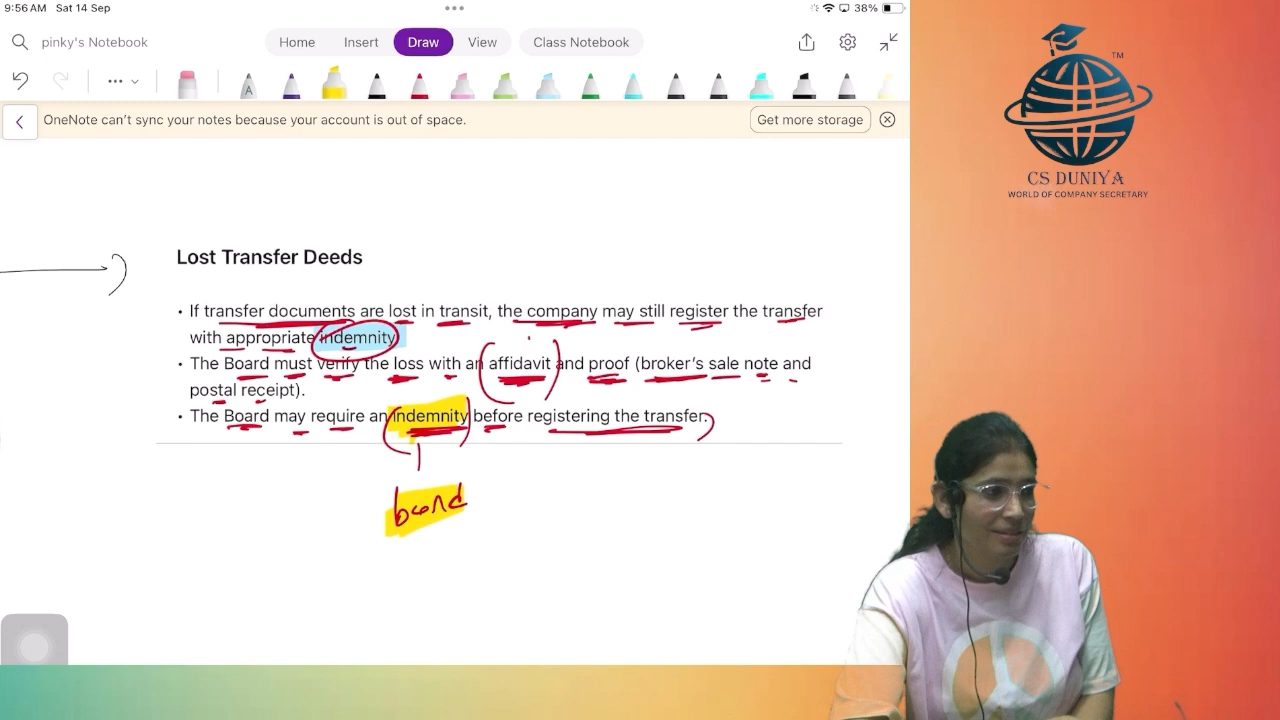 9:56 AM Sat 14 Sep
38%
pinky's Notebook
Home Insert Draw View Class Notebook
A
OneNote can't sync your notes because your account is out of space.
Get more storage
TM
CS DUNIYA
WORLD OF COMPANY SECRETARY
Lost Transfer Deeds
• If transfer documents are lost in transit, the company may still register the transfer
with appropriate indemnity.
• The Board must verify the loss with an affidavit and proof (broker's sale note and
postal receipt).
• The Board may require an indemnity before registering the transfer.
bond